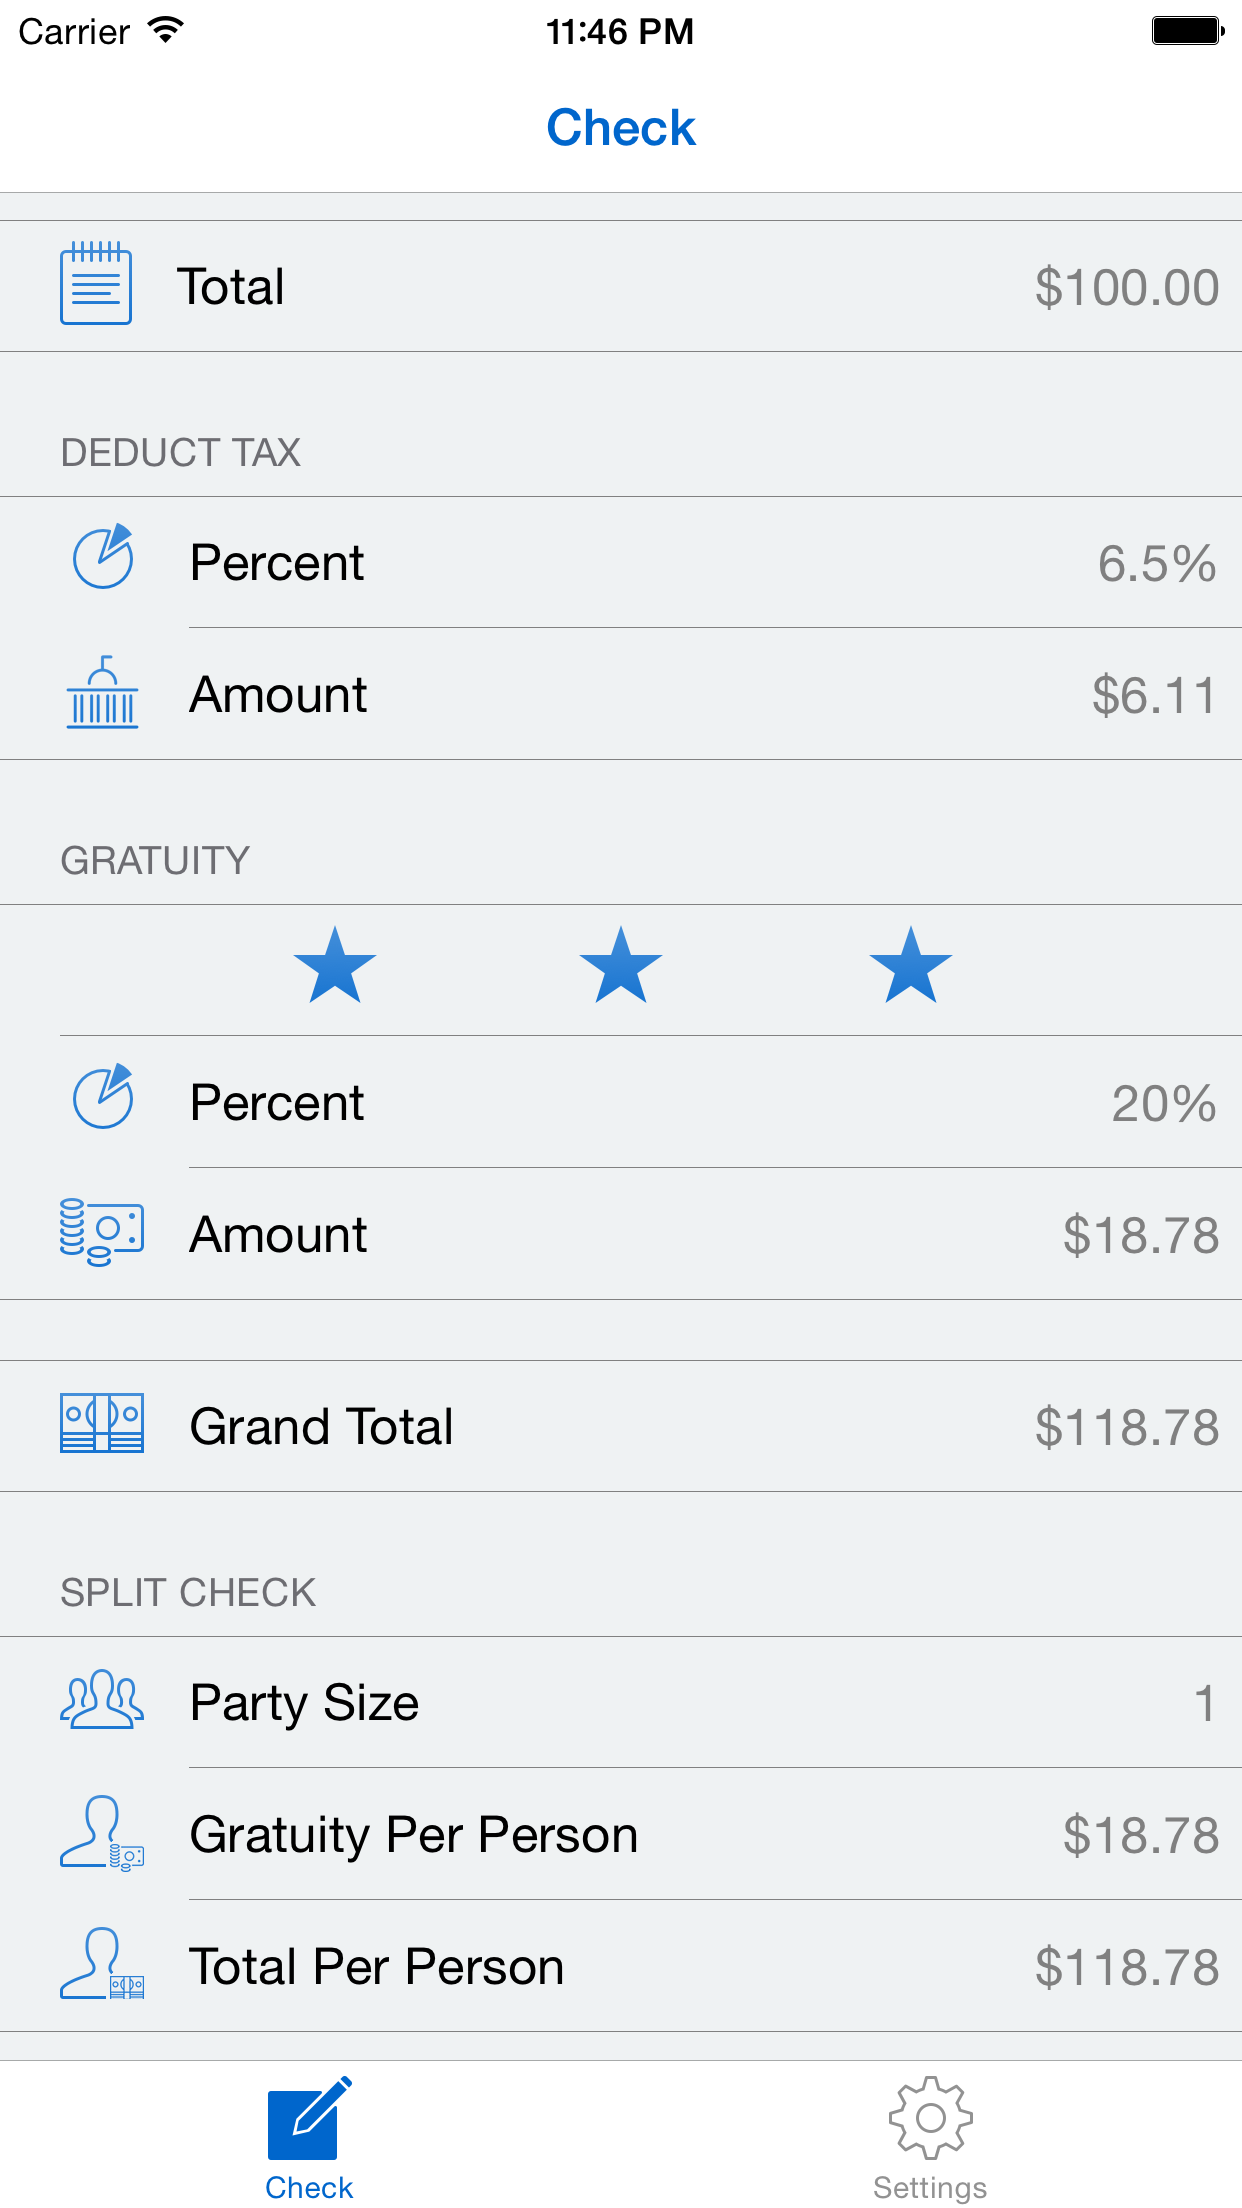 Carrier 11:46 PM
Check
Total $100.00
DEDUCT TAX
Percent 6.5%
Amount $6.11
GRATUITY
Percent 20%
Amount $18.78
Grand Total $118.78
SPLIT CHECK
Party Size 1
Gratuity Per Person $18.78
Total Per Person $118.78
Check Settings